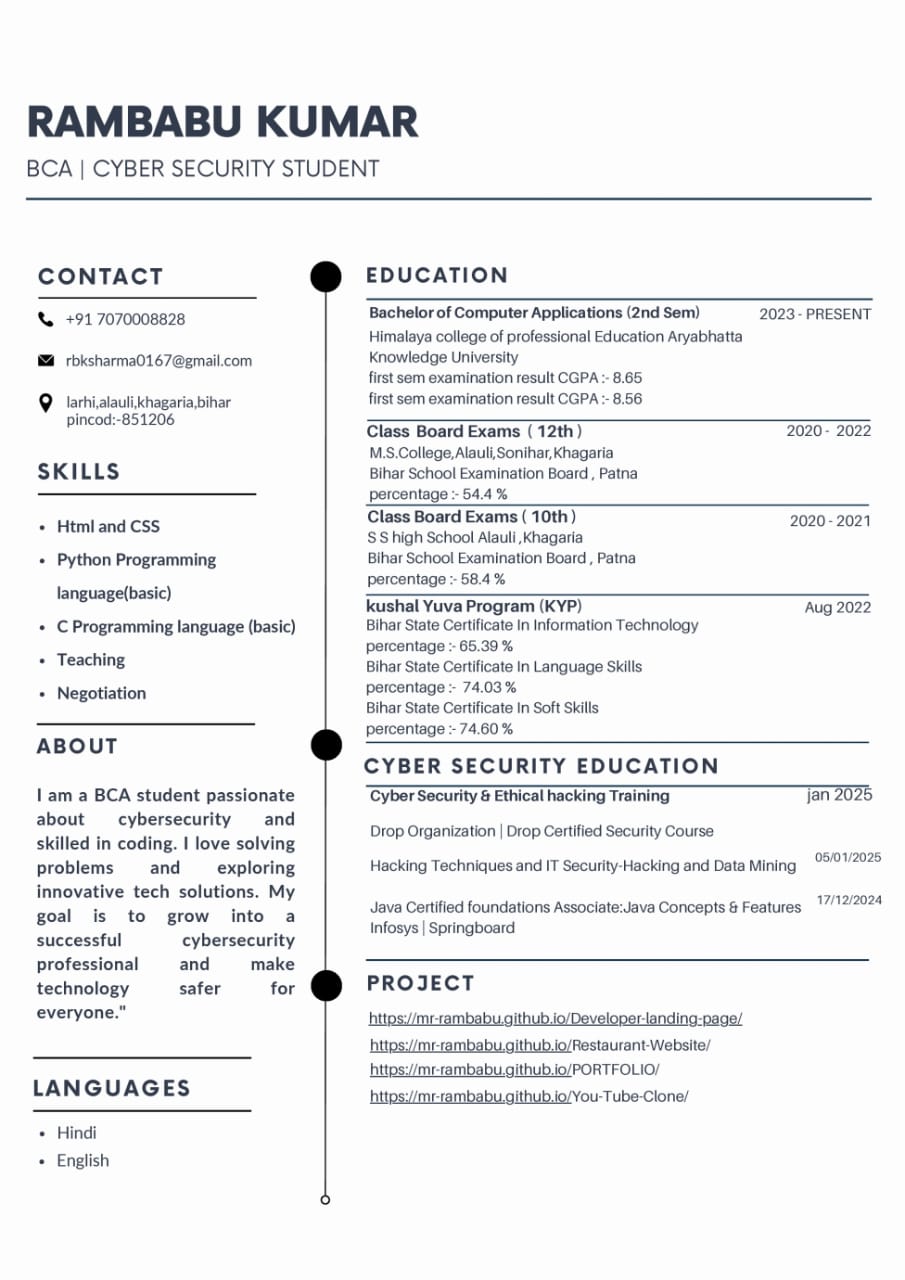 RAMBABU KUMAR
BCA | CYBER SECURITY STUDENT
CONTACT
+91 7070008828
rbksharma0167@gmail.com
larhi,alauli,khagaria,bihar
pincod:-851206
SKILLS
• Html and CSS
• Python Programming
language(basic)
• C Programming language (basic)
• Teaching
• Negotiation
ABOUT
I am a BCA student passionate
about cybersecurity and
skilled in coding. I love solving
problems and exploring
innovative tech solutions. My
goal is to grow into a
successful cybersecurity
professional and make
technology safer for
everyone."
LANGUAGES
• Hindi
• English
EDUCATION
Bachelor of Computer Applications (2nd Sem) 2023 - PRESENT
Himalaya college of professional Education Aryabhatta
Knowledge University
first sem examination result CGPA :- 8.65
first sem examination result CGPA :- 8.56
Class Board Exams ( 12th ) 2020 - 2022
M.S.College,Alauli,Sonihar,Khagaria
Bihar School Examination Board , Patna
percentage :- 54.4 %
Class Board Exams ( 10th ) 2020 - 2021
S S high School Alauli ,Khagaria
Bihar School Examination Board , Patna
percentage :- 58.4 %
kushal Yuva Program (KYP) Aug 2022
Bihar State Certificate In Information Technology
percentage :- 65.39 %
Bihar State Certificate In Language Skills
percentage :- 74.03 %
Bihar State Certificate In Soft Skills
percentage :- 74.60 %
CYBER SECURITY EDUCATION
Cyber Security & Ethical hacking Training jan 2025
Drop Organization | Drop Certified Security Course
Hacking Techniques and IT Security-Hacking and Data Mining 05/01/2025
Java Certified foundations Associate:Java Concepts & Features 17/12/2024
Infosys | Springboard
PROJECT
https://mr-rambabu.github.io/Developer-landing-page/
https://mr-rambabu.github.io/Restaurant-Website/
https://mr-rambabu.github.io/PORTFOLIO/
https://mr-rambabu.github.io/You-Tube-Clone/